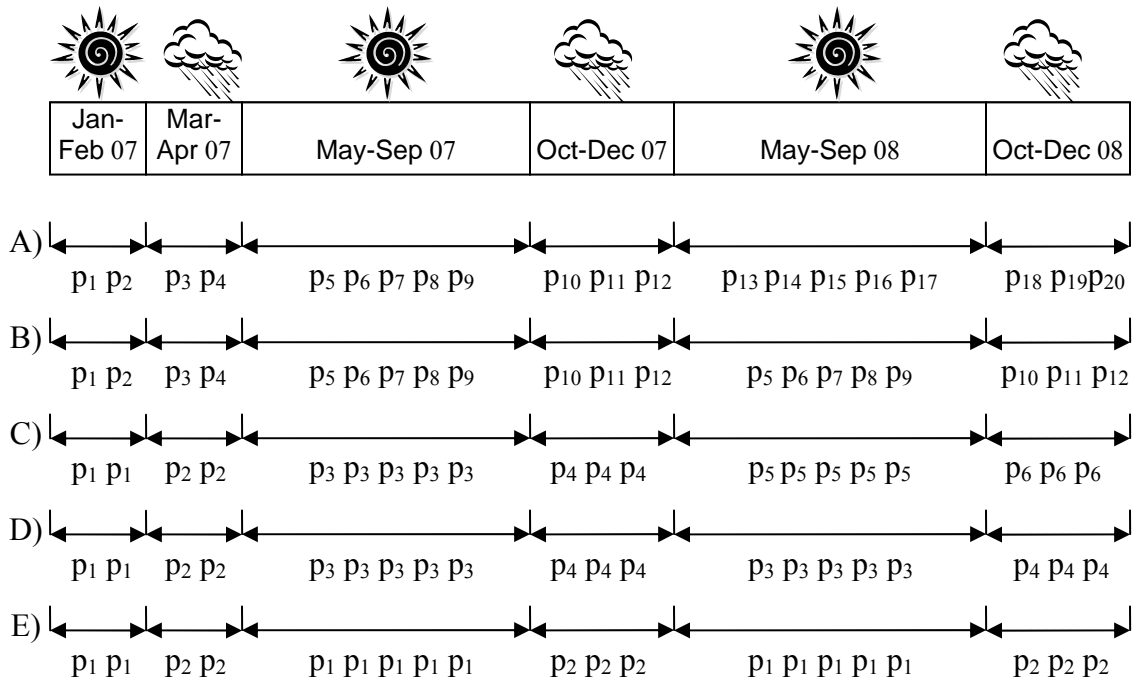 Jan-Feb 07 Mar-Apr 07 May-Sep 07 Oct-Dec 07 May-Sep 08 Oct-Dec 08
A)
p1 p2 p3 p4 p5 p6 p7 p8 p9 p10 p11 p12 p13 p14 p15 p16 p17 p18 p19p20
B)
p1 p2 p3 p4 p5 p6 p7 p8 p9 p10 p11 p12 p5 p6 p7 p8 p9 p10 p11 p12
C)
p1 p1 p2 p2 p3 p3 p3 p3 p3 p4 p4 p4 p5 p5 p5 p5 p5 p6 p6 p6
D)
p1 p1 p2 p2 p3 p3 p3 p3 p3 p4 p4 p4 p3 p3 p3 p3 p3 p4 p4 p4
E)
p1 p1 p2 p2 p1 p1 p1 p1 p1 p2 p2 p2 p1 p1 p1 p1 p1 p2 p2 p2